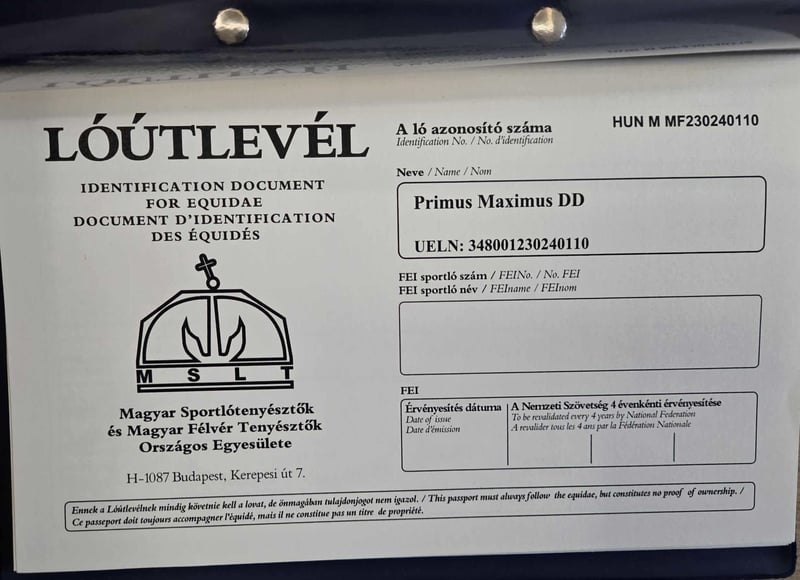 LÓÚTLEVÉL
IDENTIFICATION DOCUMENT
FOR EQUIDAE
DOCUMENT D'IDENTIFICATION
DES ÉQUIDÉS
M S L T
Magyar Sportlótenyésztők
és Magyar Félvér Tenyésztők
Országos Egyesülete
H-1087 Budapest, Kerepesi út 7.
A ló azonosító száma
Identification No. / No. d'identification
HUN M MF230240110
Neve / Name / Nom
Primus Maximus DD
UELN: 348001230240110
FEI sportló szám / FEINo. / No. FEI
FEI sportló név / FEIname / FEInom
FEI
Érvényesítés dátuma
Date of issue
Date d'émission
A Nemzeti Szövetség 4 évenkénti érvényesítése
To be revalidated every 4 years by National Federation
A revalider tous les 4 ans par la Fédération Nationale
Ennek a Lóútlevélnek mindig követnie kell a lovat, de önmagában tulajdonjogot nem igazol. / This passport must always follow the equidae, but constitutes no proof of ownership. /
Ce passeport doit toujours accompagner l'équidé, mais il ne constitue pas un titre de propriété.